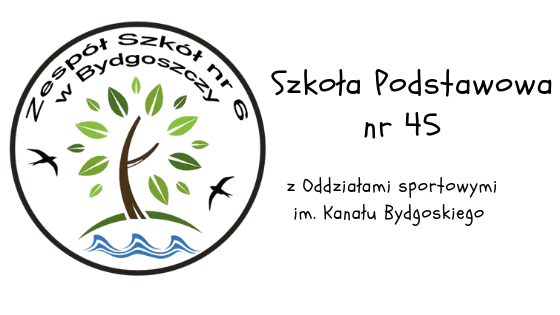 Zespół Szkół nr 6
w Bydgoszczy
Szkoła Podstawowa
nr 45
z Oddziałami sportowymi
im. Kanału Bydgoskiego